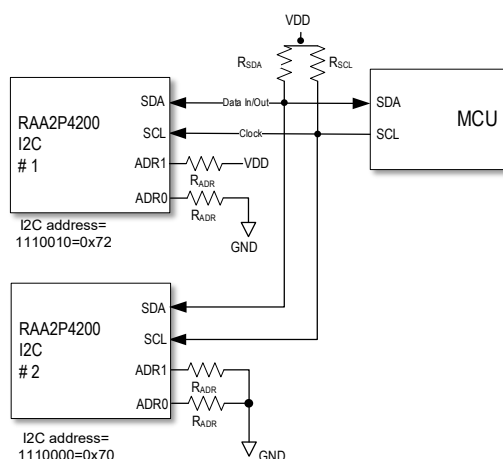 VDD
RSDA
RSCL
SDA
Data In/Out
SDA
MCU
RAA2P4200
I2C
# 1
SCL
Clock
SCL
ADR1
VDD
RADR
ADR0
RADR
I2C address=
1110010=0x72
GND
SDA
RAA2P4200
I2C
# 2
SCL
ADR1
RADR
ADR0
RADR
I2C address=
1110000=0x70
GND